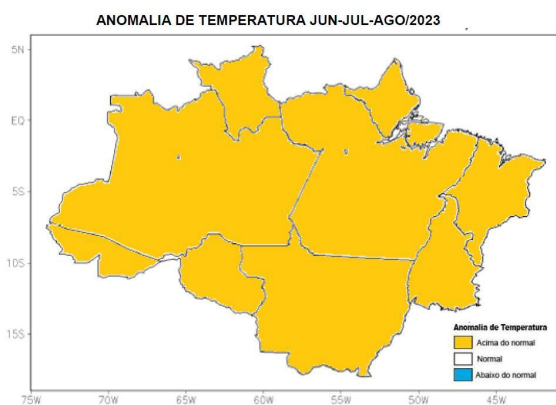 ANOMALIA DE TEMPERATURA JUN-JUL-AGO/2023
5N
EQ
5S
10S
15S
75W 70W 65W 60W 55W 50W 45W
Anomalia de Temperatura
Acima do normal
Normal
Abaixo do normal